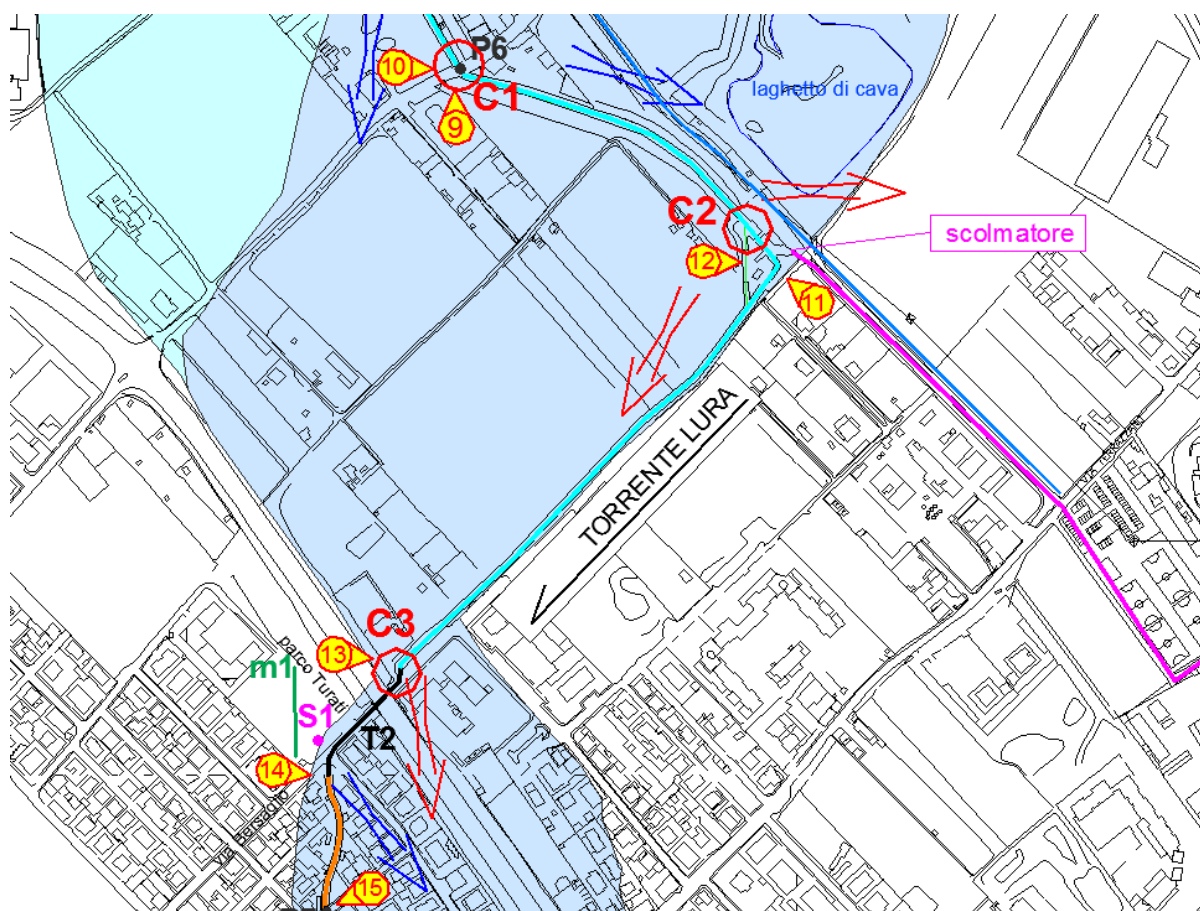 P6
10
C1
9
laghetto di cava
C2
scolmatore
12
11
TORRENTE LURA
C3
13
parco Turati
m1
S1
T2
14
via Bersaglio
15